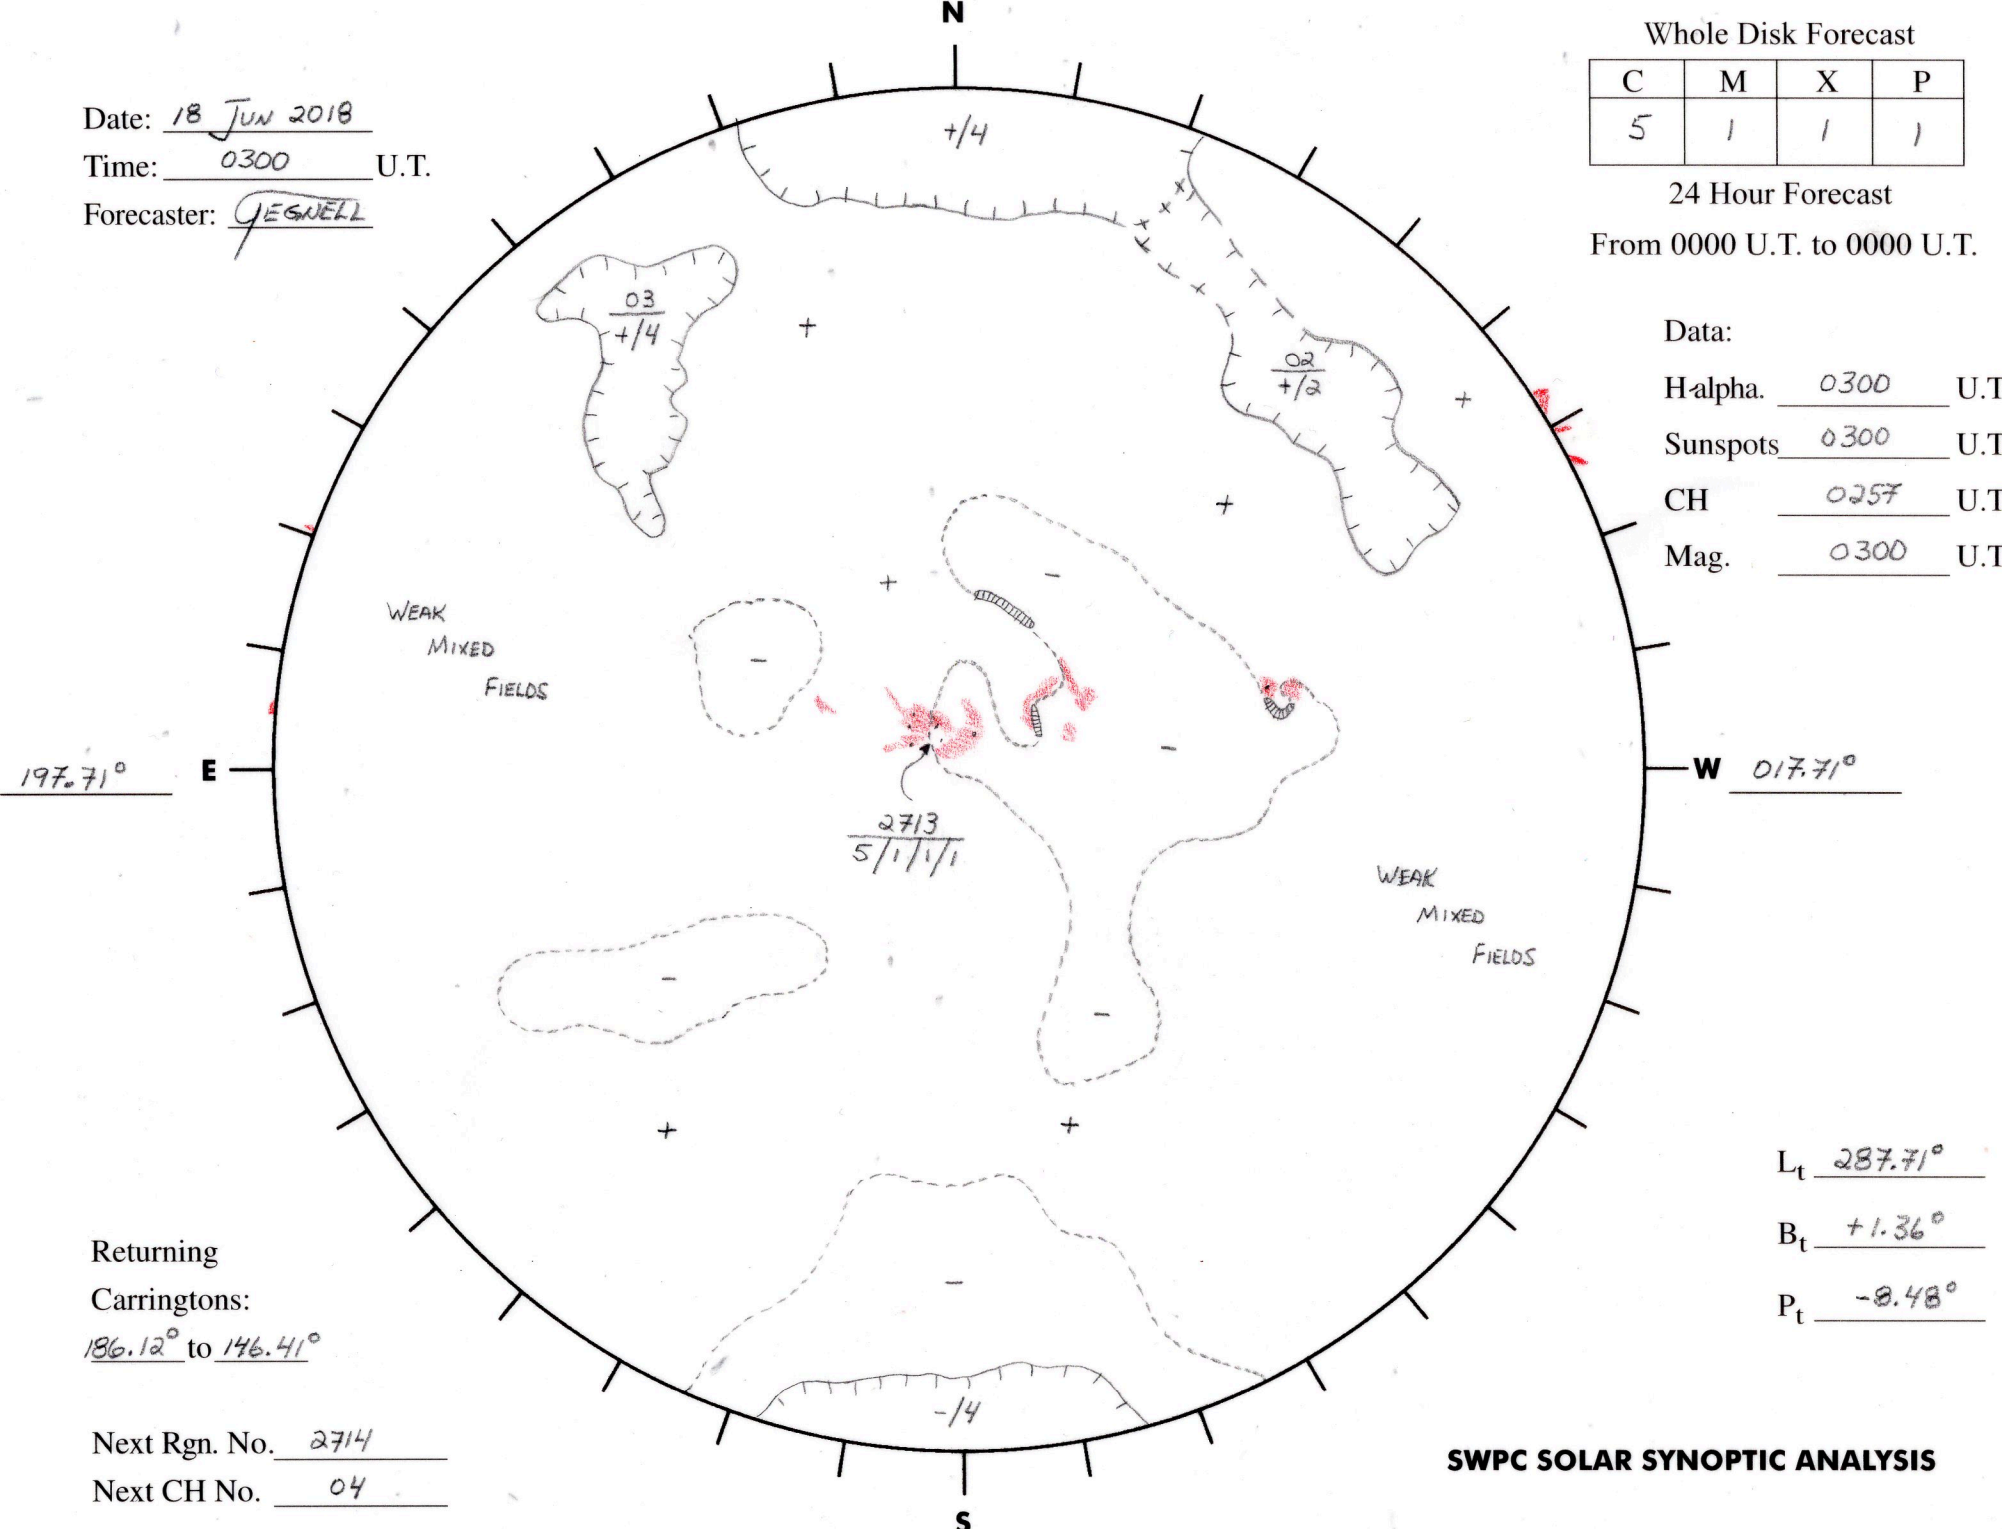 N
Date: 18 JUN 2018
Time: 0300 U.T.
Forecaster: GEGNELL
Whole Disk Forecast
C M X P
5 1 1 1
24 Hour Forecast
From 0000 U.T. to 0000 U.T.
Data:
H-alpha. 0300 U.T
Sunspots 0300 U.T
CH 0257 U.T
Mag. 0300 U.T
+/4
03
+/4
+
02
+/2
+
+
+
-
WEAK
MIXED
FIELDS
-
-
197.71° E
W 017.71°
2713
5/1/1/1
WEAK
MIXED
FIELDS
-
-
+
+
-
-/4
Lt 287.71°
Bt +1.36°
Pt -8.48°
Returning
Carringtons:
186.12° to 146.41°
Next Rgn. No. 2714
Next CH No. 04
SWPC SOLAR SYNOPTIC ANALYSIS
S